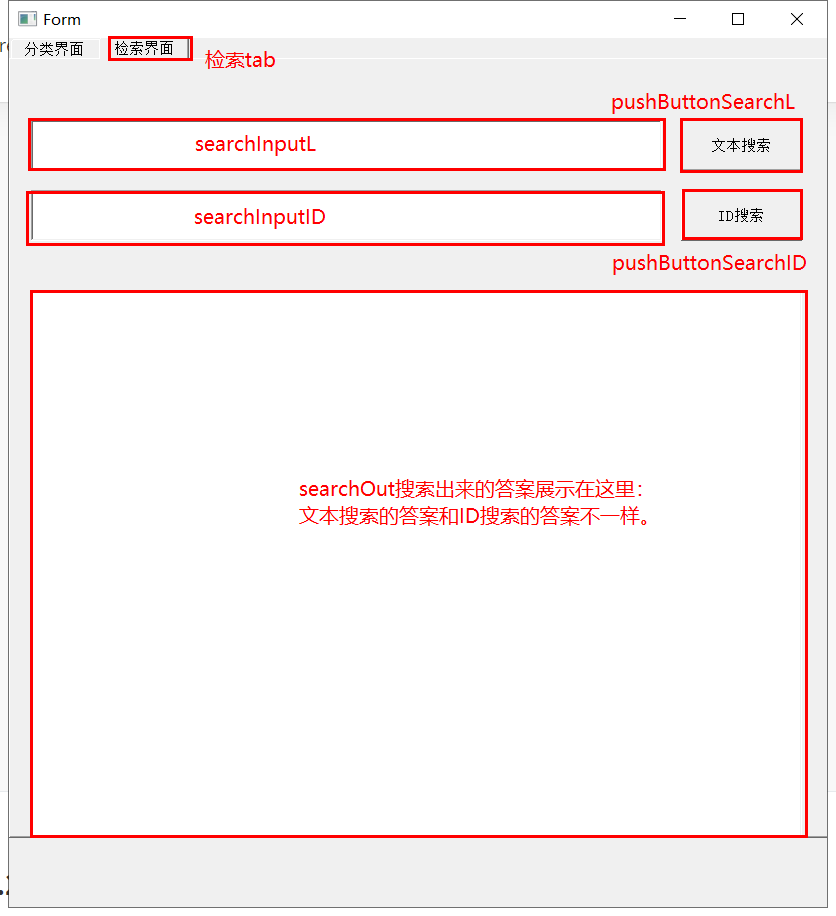 Form
分类界面
检索界面
检索tab
pushButtonSearchL
searchInputL
文本搜索
searchInputID
ID搜索
pushButtonSearchID
searchOut搜索出来的答案展示在这里：
文本搜索的答案和ID搜索的答案不一样。